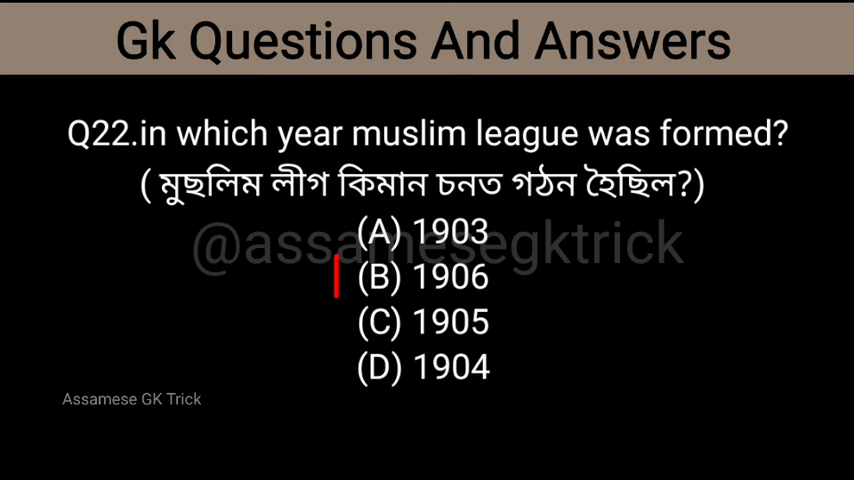 Gk Questions And Answers
Q22.in which year muslim league was formed?
( মুছলিম লীগ কিমান চনত গঠন হৈছিল?)
@assamesegktrick
(A) 1903
(B) 1906
(C) 1905
(D) 1904
Assamese GK Trick